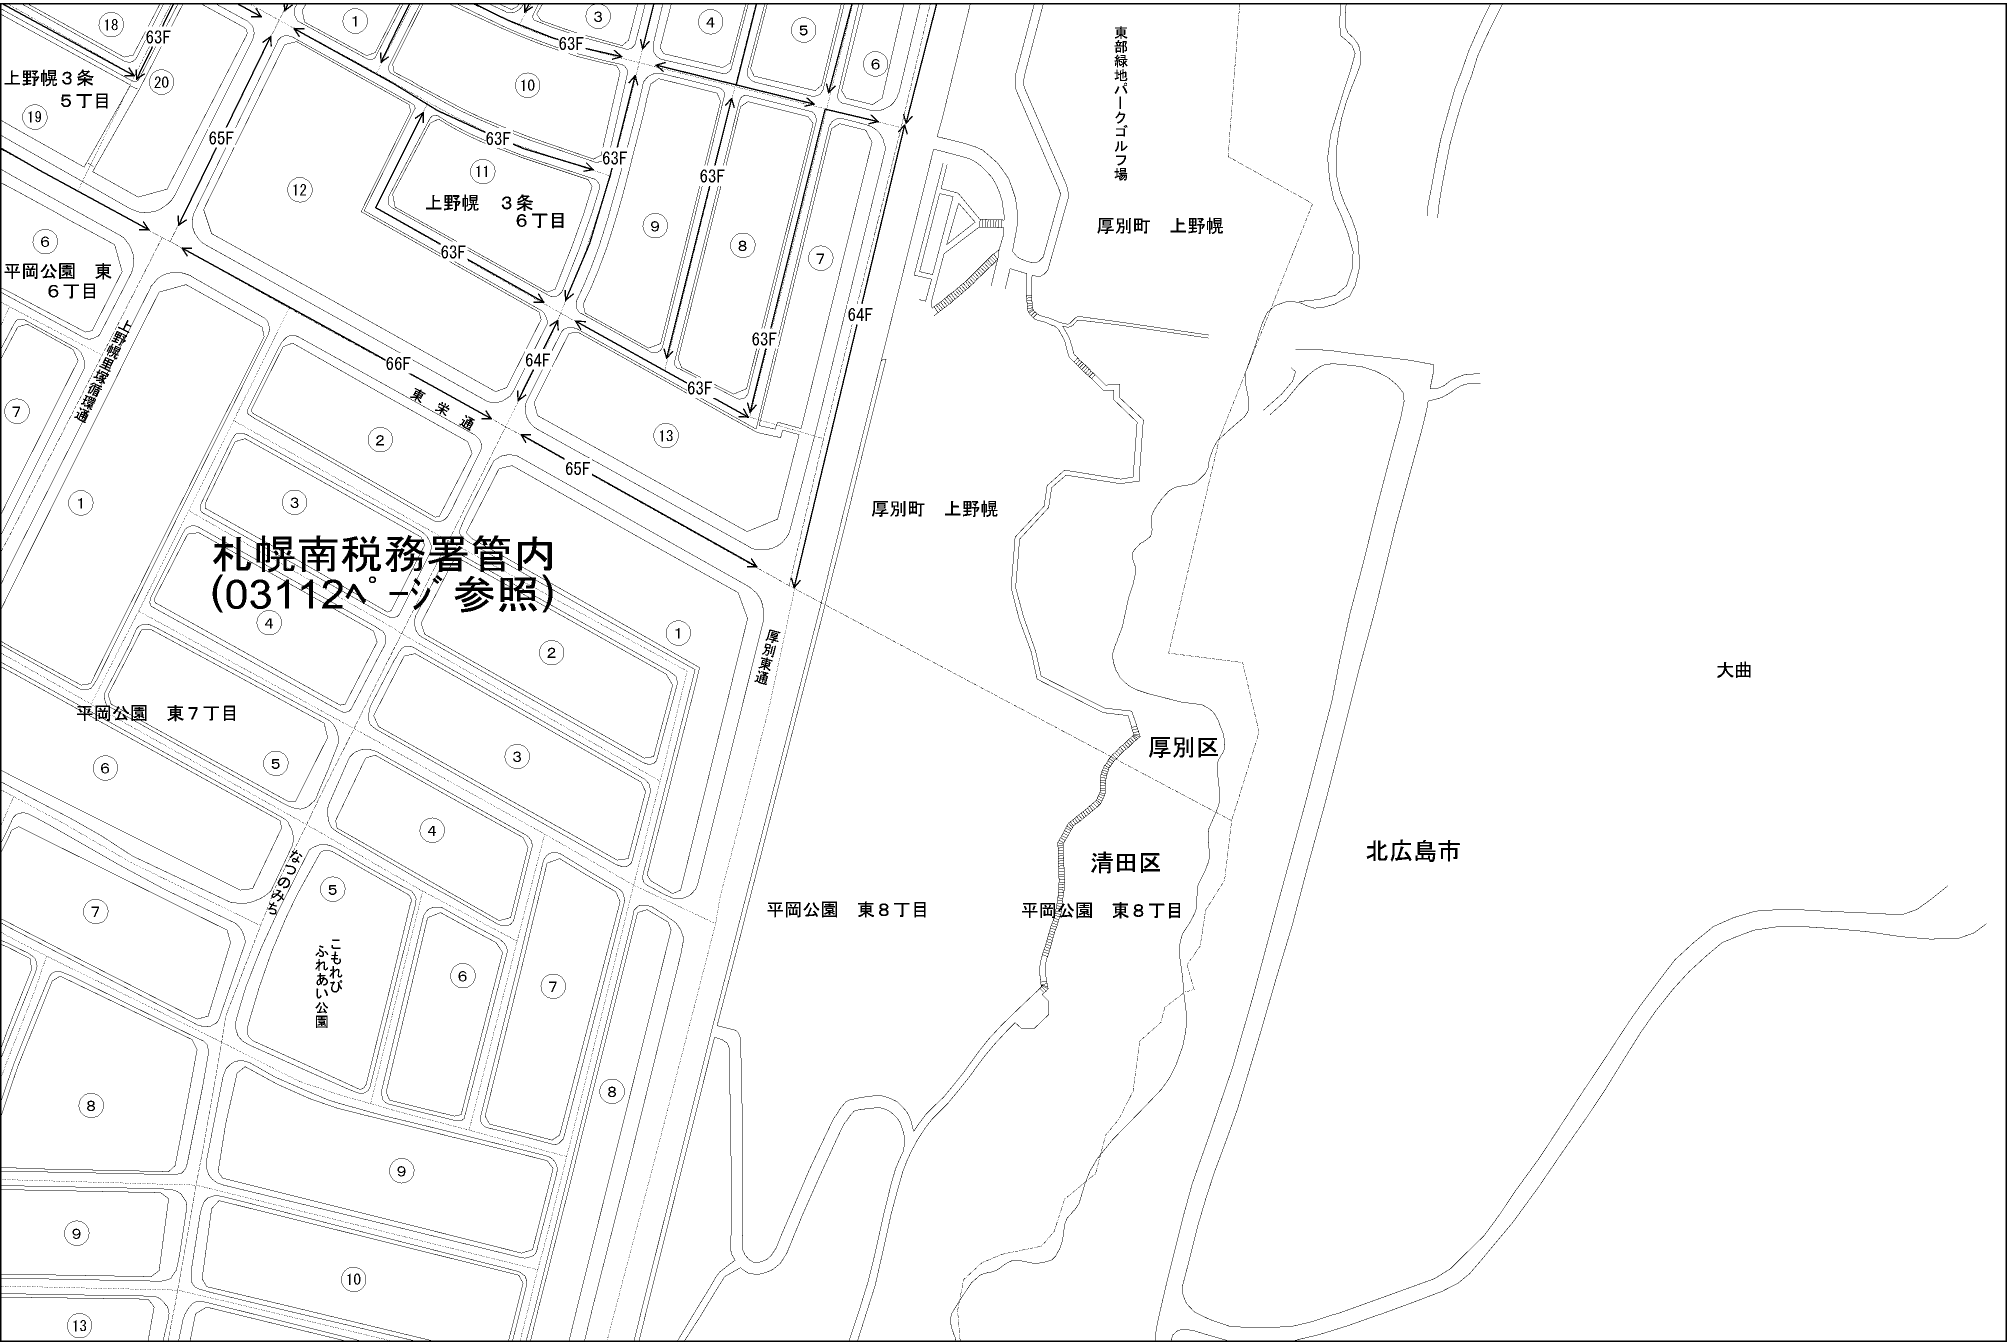 18
63F
上野幌３条
５丁目
20
19
65F
1
3
63F
4
5
6
10
63F
11
上野幌　３条
６丁目
63F
12
63F
63F
9
8
7
64F
63F
64F
63F
13
66F
東栄通
65F
東部緑地パークゴルフ場
厚別町　上野幌
厚別町　上野幌
6
平岡公園　東
６丁目
上野幌里塚循環通
7
1
2
3
札幌南税務署管内
(03112ﾍﾟｰｼﾞ参照)
4
1
2
厚別東通
平岡公園　東７丁目
5
3
6
4
なつのみち
5
こもれび
ふれあい公園
6
7
7
8
8
9
9
10
13
厚別区
清田区
平岡公園　東８丁目
平岡公園　東８丁目
北広島市
大曲